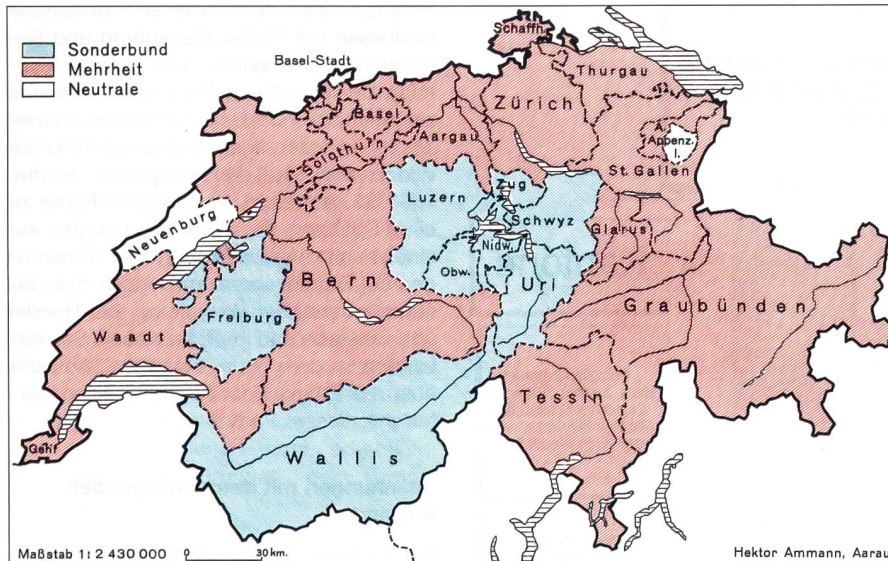 Sonderbund
Mehrheit
Neutrale
Basel-Stadt
Schaffh.
Thurgau
Zürich
Basel
Aargau
Solothurn
A.
Appenz.
I.
St. Gallen
Luzern
Zug
Schwyz
Glarus
Neuenburg
Nidw.
Obw.
Uri
Bern
Freiburg
Graubünden
Waadt
Tessin
Genf
Wallis
Maßstab 1: 2 430 000
0 30 km.
Hektor Ammann, Aarau